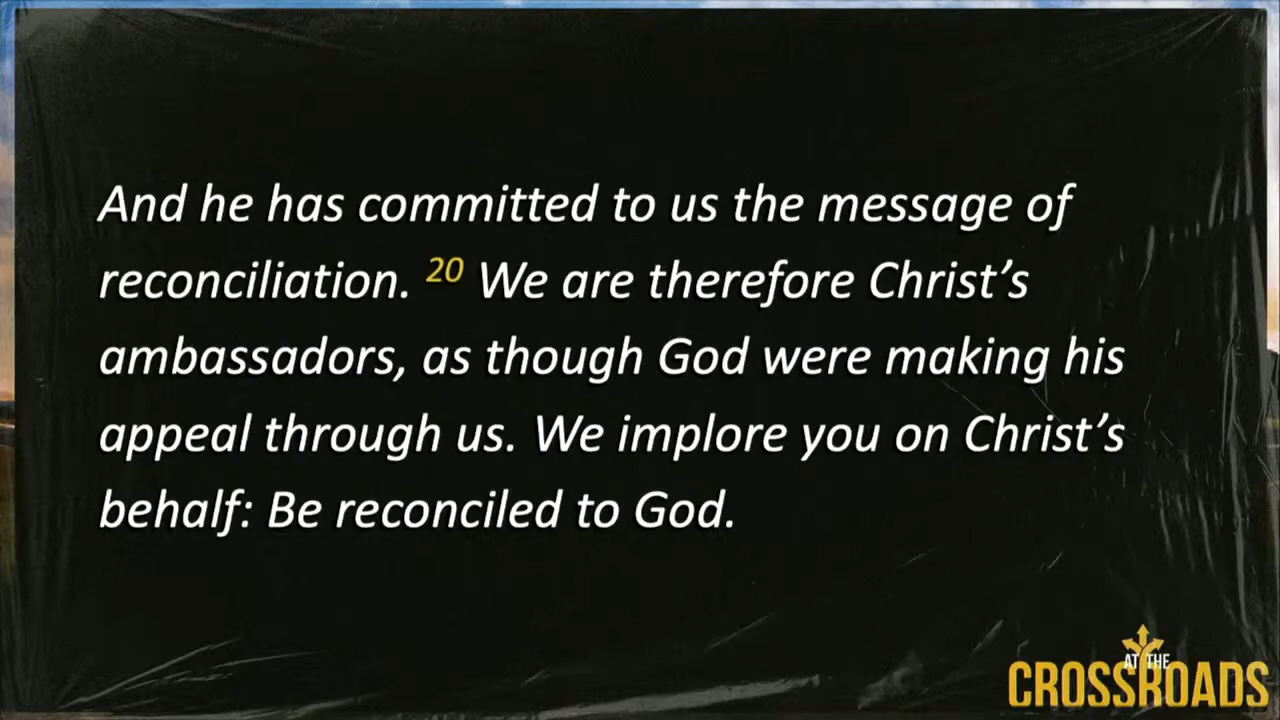 And he has committed to us the message of
reconciliation. 20 We are therefore Christ’s
ambassadors, as though God were making his
appeal through us. We implore you on Christ’s
behalf: Be reconciled to God.
AT THE
CROSSROADS